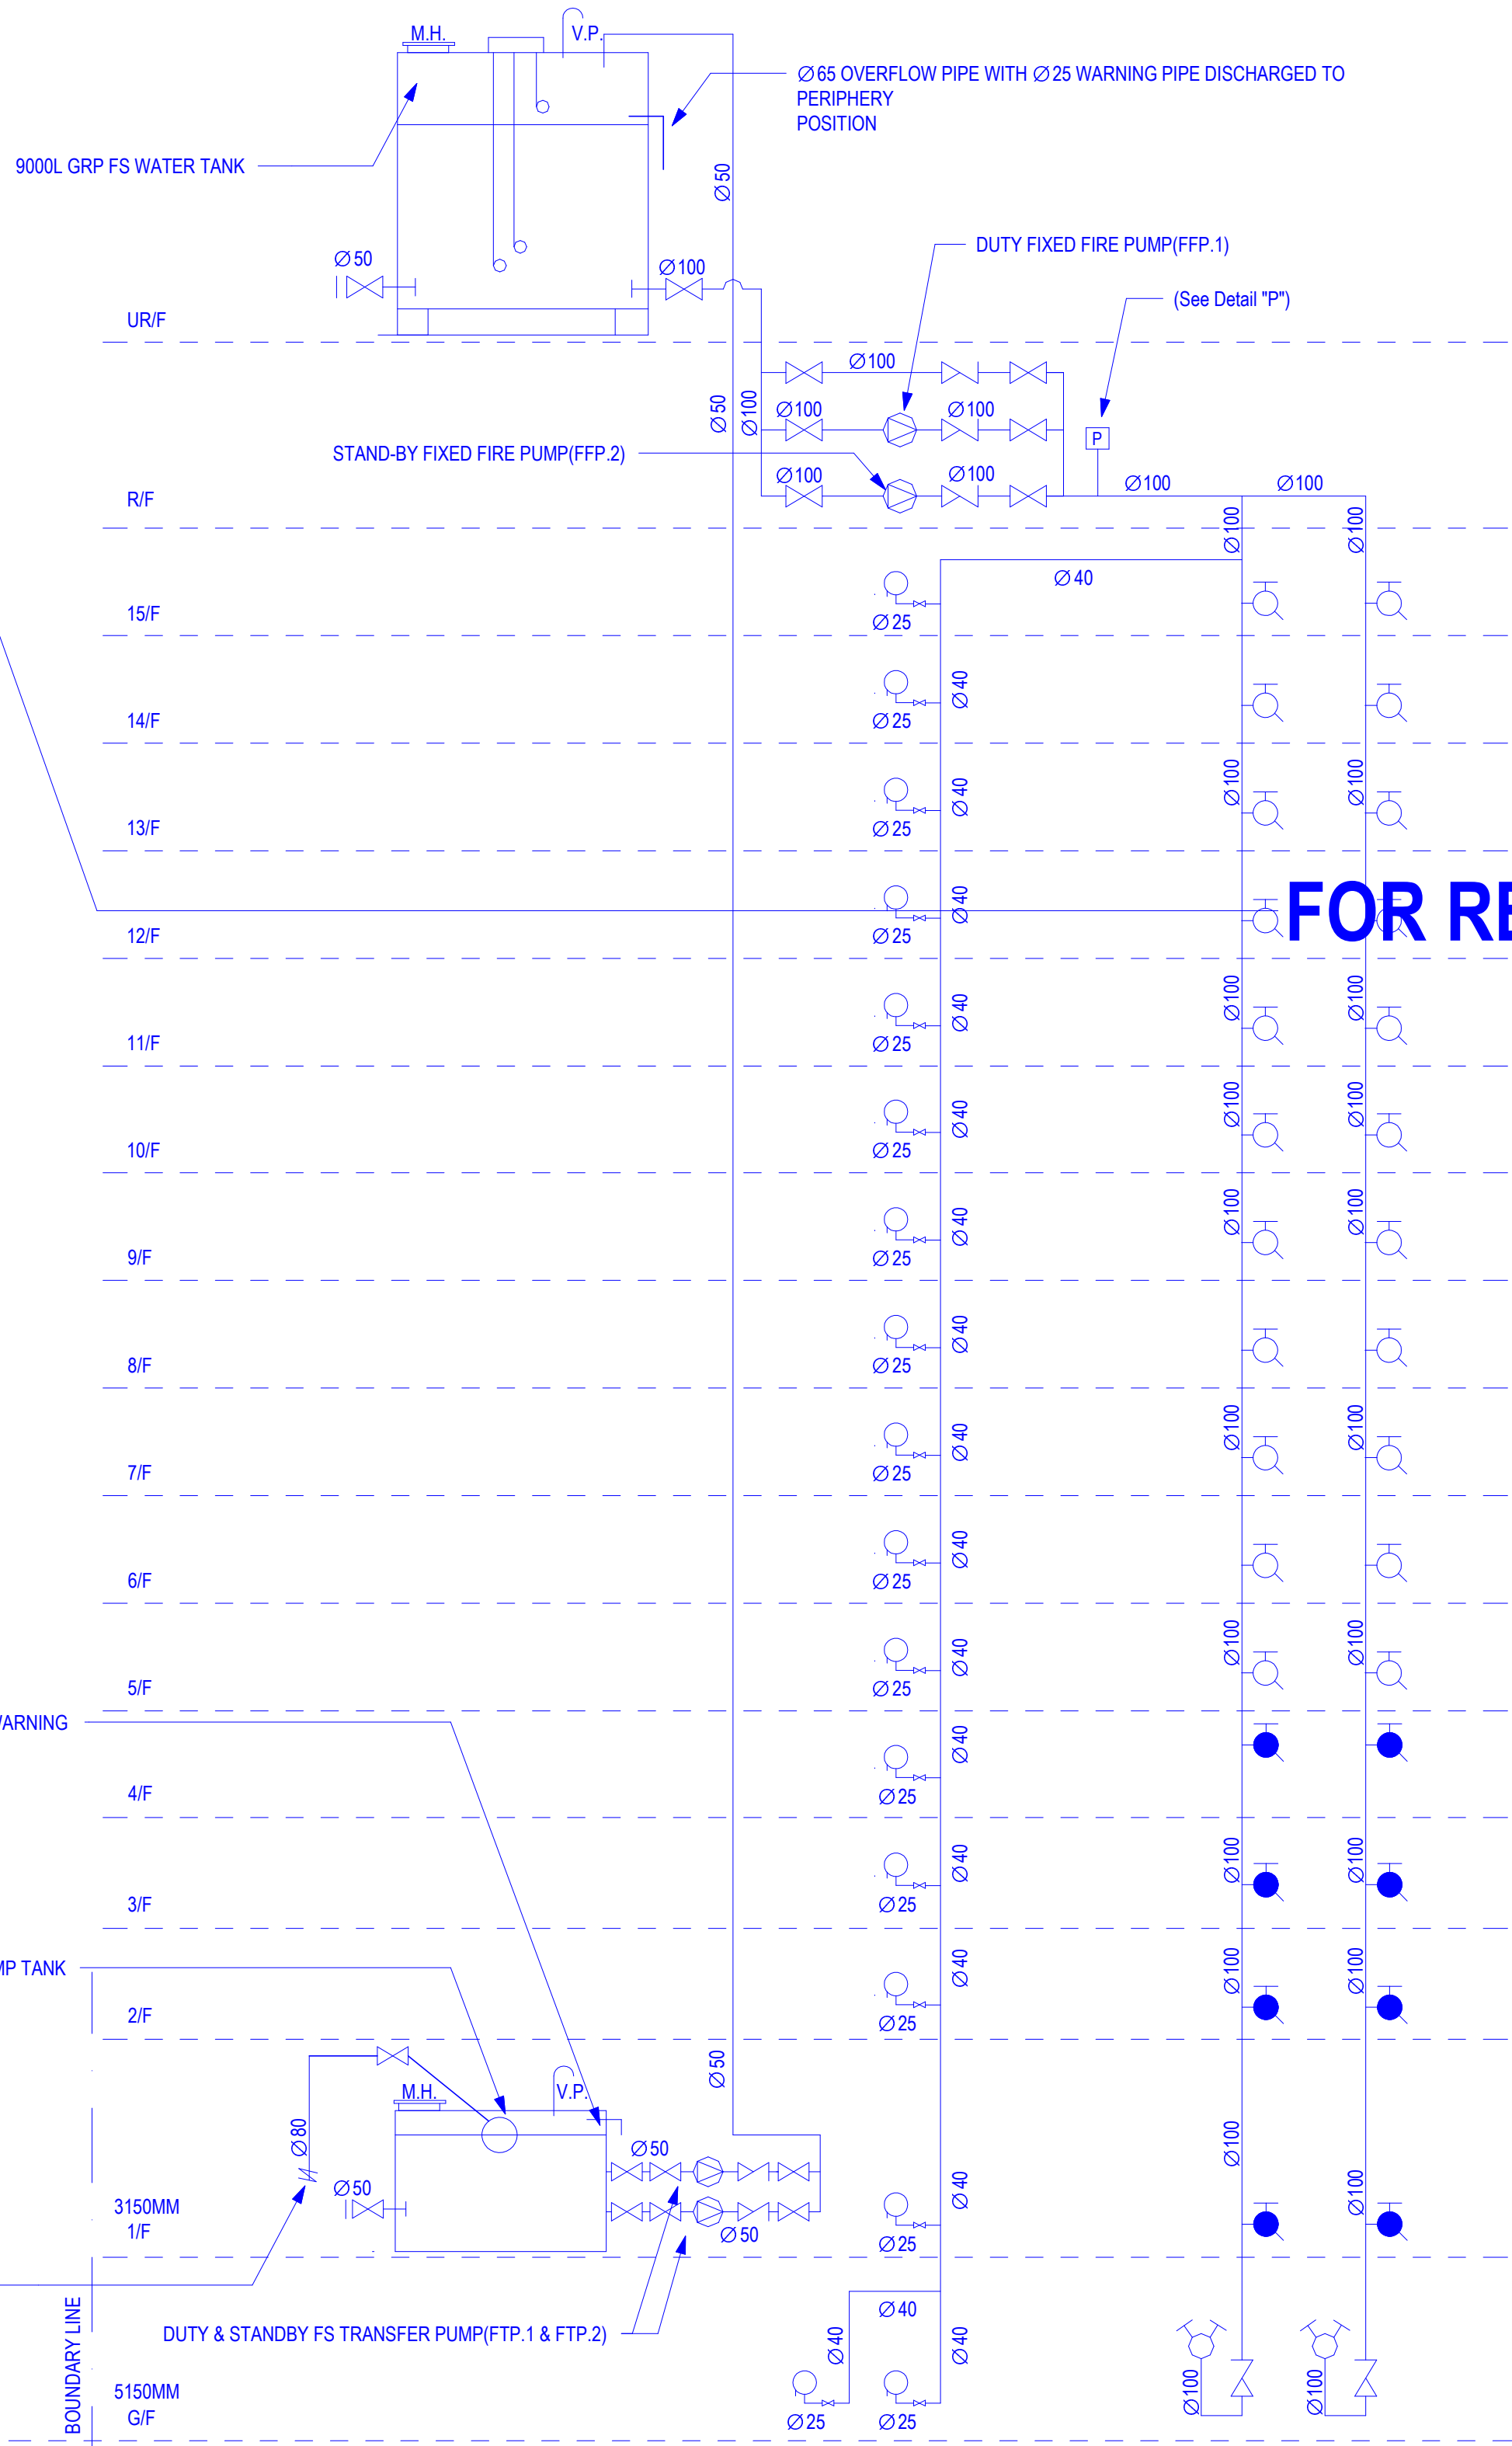 M.H.
V.P.
Ø65 OVERFLOW PIPE WITH Ø25 WARNING PIPE DISCHARGED TO
PERIPHERY
POSITION
9000L GRP FS WATER TANK
Ø50
Ø50
Ø100
DUTY FIXED FIRE PUMP(FFP.1)
(See Detail "P")
UR/F
Ø100
Ø50
Ø100
Ø100
Ø100
P
STAND-BY FIXED FIRE PUMP(FFP.2)
Ø100
Ø100
Ø100
Ø100
R/F
Ø100
Ø100
Ø40
15/F
Ø25
Ø40
14/F
Ø25
Ø40
Ø100
Ø100
13/F
Ø25
FOR RE
Ø40
12/F
Ø25
Ø40
Ø100
Ø100
11/F
Ø25
Ø40
Ø100
Ø100
10/F
Ø25
Ø40
Ø100
Ø100
9/F
Ø25
Ø40
8/F
Ø25
Ø40
Ø100
Ø100
7/F
Ø25
Ø40
6/F
Ø25
Ø40
Ø100
Ø100
5/F
Ø25
WARNING
Ø40
4/F
Ø25
Ø40
Ø100
Ø100
3/F
Ø25
MP TANK
Ø40
Ø100
Ø100
2/F
Ø25
Ø50
M.H.
V.P.
Ø80
Ø50
Ø100
Ø50
Ø40
Ø100
3150MM
1/F
Ø50
Ø25
BOUNDARY LINE
DUTY & STANDBY FS TRANSFER PUMP(FTP.1 & FTP.2)
Ø40
Ø40
Ø40
5150MM
G/F
Ø100
Ø100
Ø25
Ø25